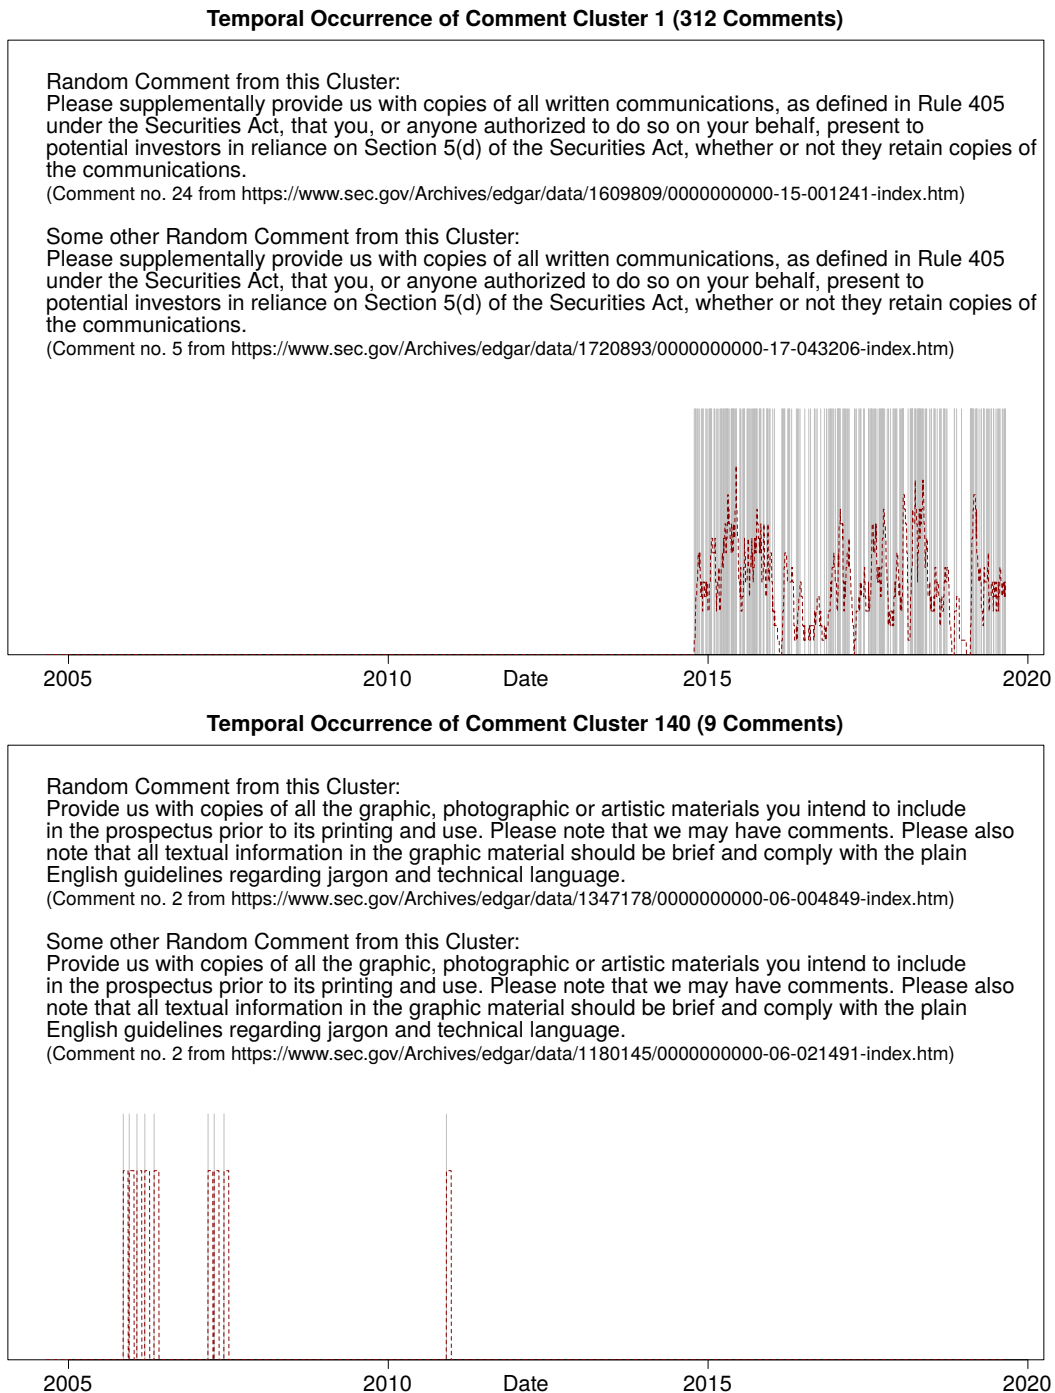 Temporal Occurrence of Comment Cluster 1 (312 Comments)
Random Comment from this Cluster:
Please supplementally provide us with copies of all written communications, as defined in Rule 405
under the Securities Act, that you, or anyone authorized to do so on your behalf, present to
potential investors in reliance on Section 5(d) of the Securities Act, whether or not they retain copies of
the communications.
(Comment no. 24 from https://www.sec.gov/Archives/edgar/data/1609809/0000000000-15-001241-index.htm)
Some other Random Comment from this Cluster:
Please supplementally provide us with copies of all written communications, as defined in Rule 405
under the Securities Act, that you, or anyone authorized to do so on your behalf, present to
potential investors in reliance on Section 5(d) of the Securities Act, whether or not they retain copies of
the communications.
(Comment no. 5 from https://www.sec.gov/Archives/edgar/data/1720893/0000000000-17-043206-index.htm)
2005 2010 Date 2015 2020
Temporal Occurrence of Comment Cluster 140 (9 Comments)
Random Comment from this Cluster:
Provide us with copies of all the graphic, photographic or artistic materials you intend to include
in the prospectus prior to its printing and use. Please note that we may have comments. Please also
note that all textual information in the graphic material should be brief and comply with the plain
English guidelines regarding jargon and technical language.
(Comment no. 2 from https://www.sec.gov/Archives/edgar/data/1347178/0000000000-06-004849-index.htm)
Some other Random Comment from this Cluster:
Provide us with copies of all the graphic, photographic or artistic materials you intend to include
in the prospectus prior to its printing and use. Please note that we may have comments. Please also
note that all textual information in the graphic material should be brief and comply with the plain
English guidelines regarding jargon and technical language.
(Comment no. 2 from https://www.sec.gov/Archives/edgar/data/1180145/0000000000-06-021491-index.htm)
2005 2010 Date 2015 2020